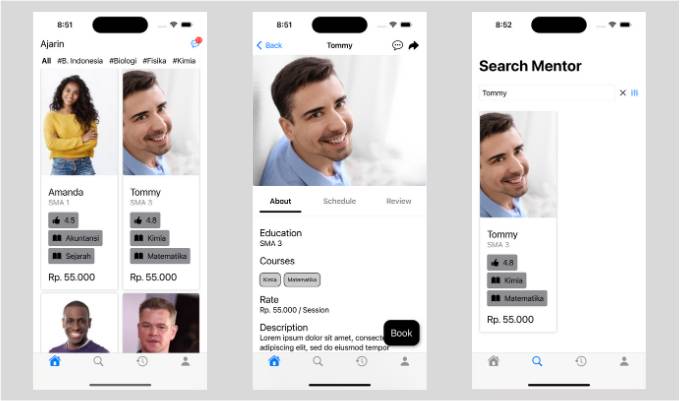 8:51
Ajarin
All #B. Indonesia #Biologi #Fisika #Kimia
Amanda
SMA 1
4.5
Akuntansi
Sejarah
Rp. 55.000
Tommy
SMA 3
4.8
Kimia
Matematika
Rp. 55.000
8:51
Back Tommy
About Schedule Review
Education
SMA 3
Courses
Kimia Matematika
Rate
Rp. 55.000 / Session
Description
Lorem ipsum dolor sit amet, consecte
adipiscing elit, sed do eiusmod tempor
Book
8:52
Search Mentor
Tommy
Tommy
SMA 3
4.8
Kimia
Matematika
Rp. 55.000